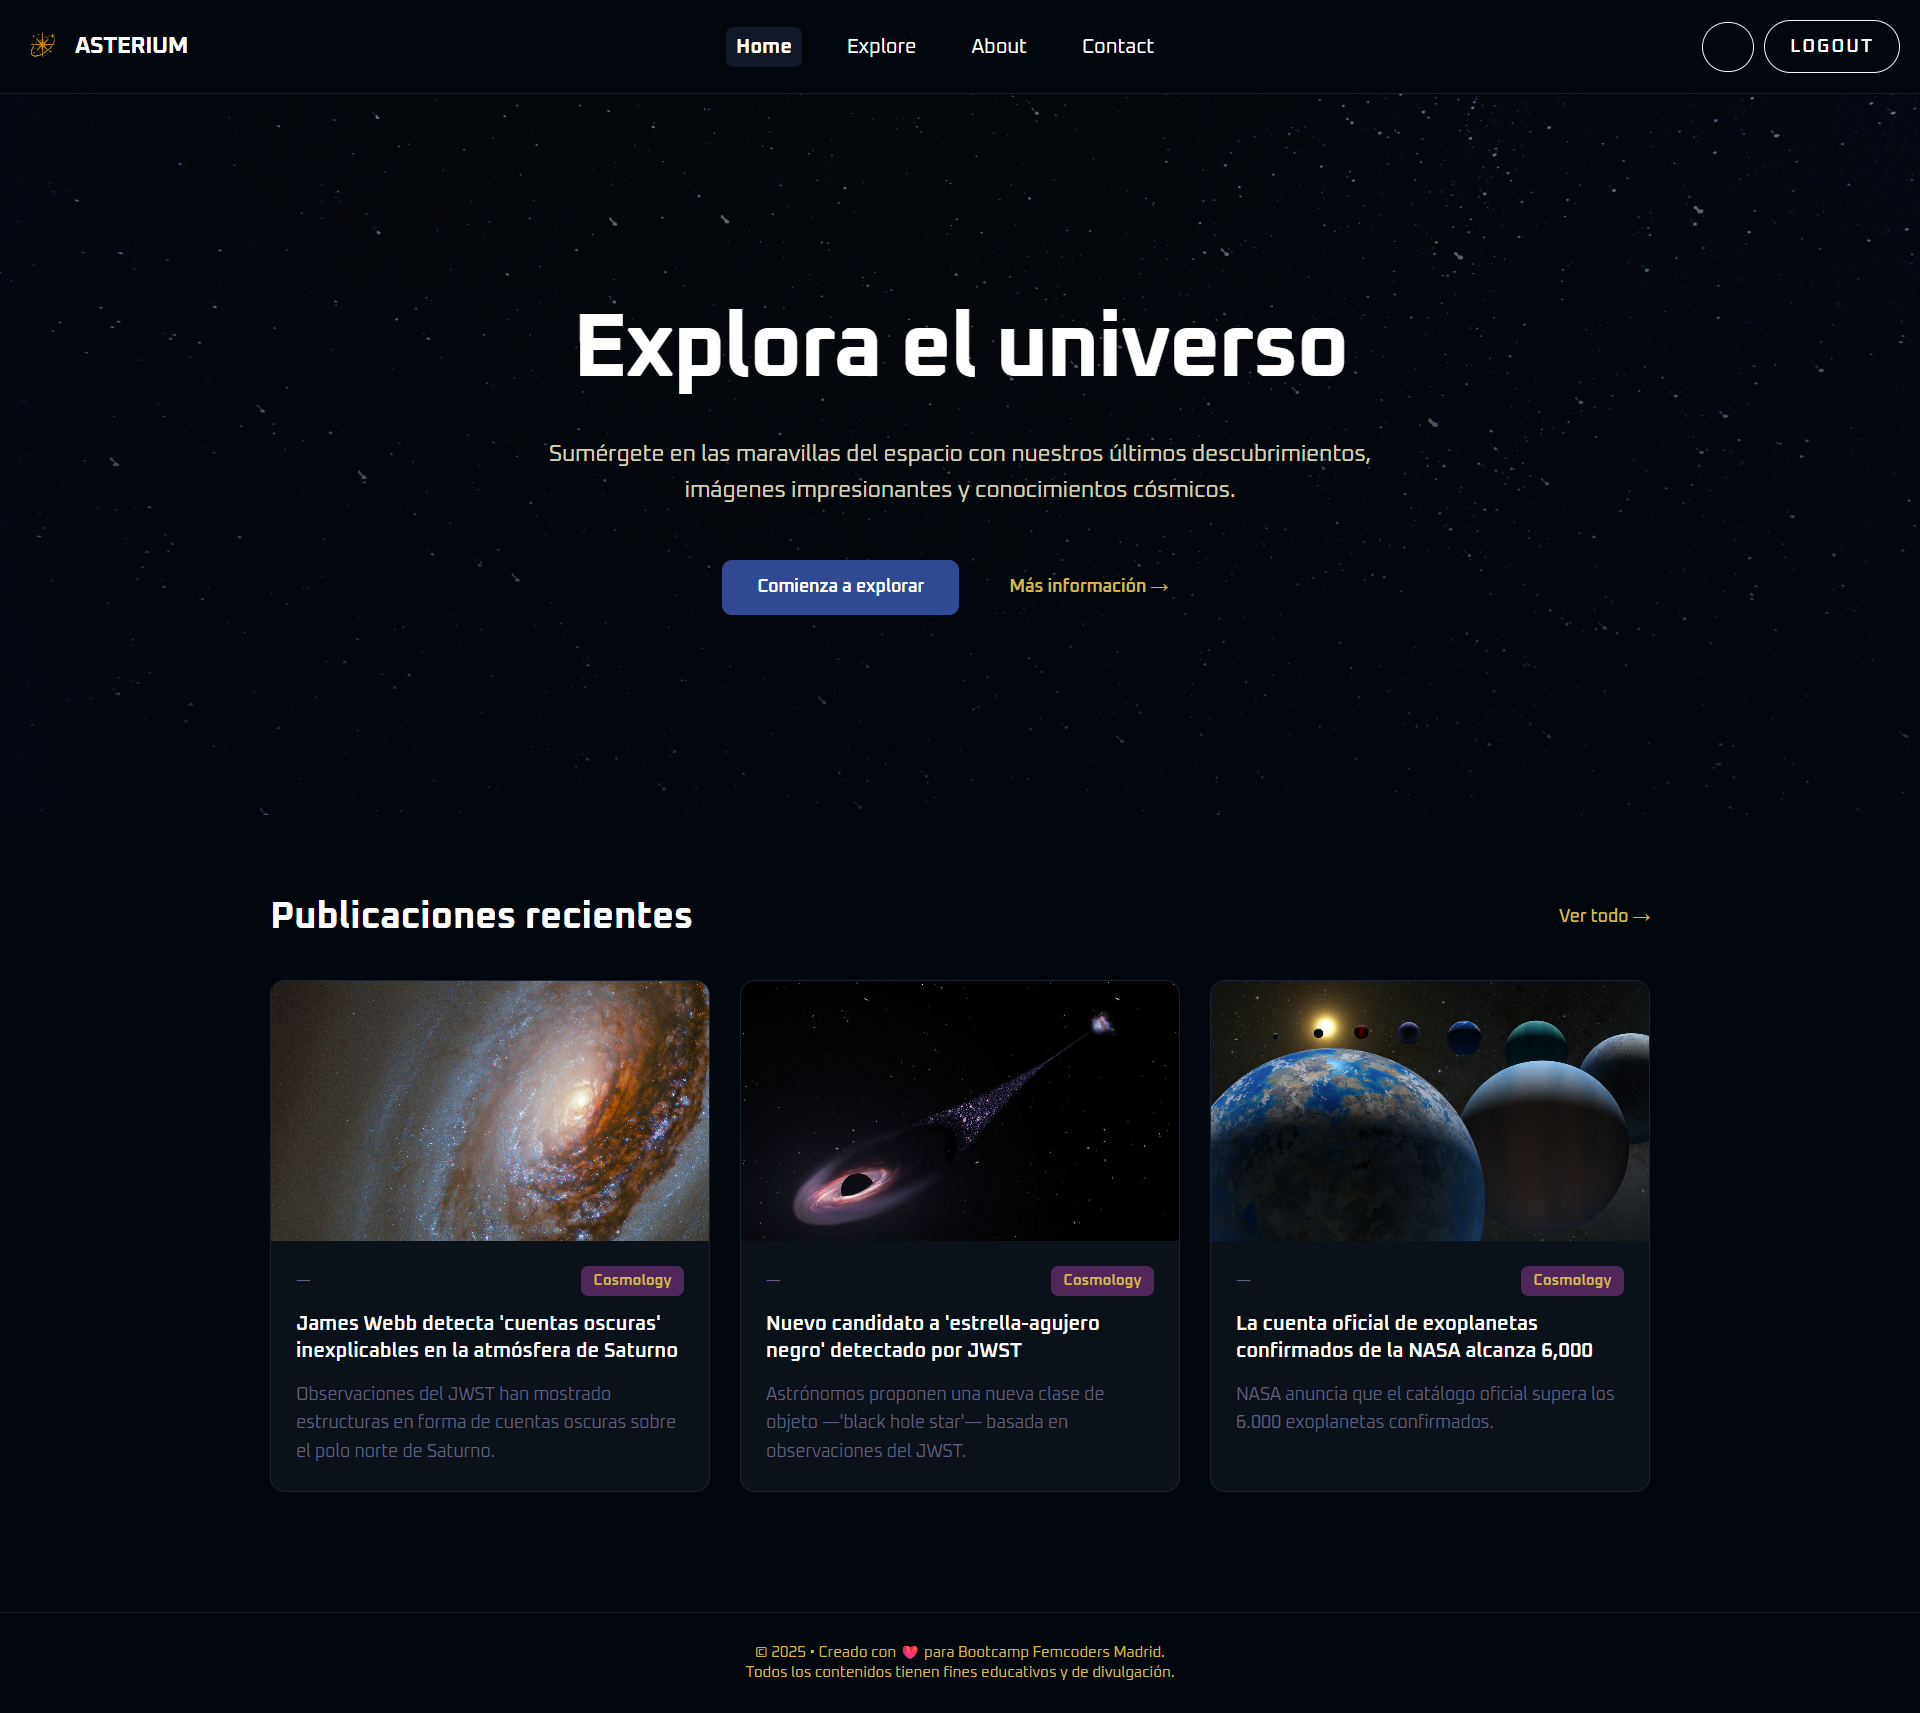 ASTERIUM
Home
Explore
About
Contact
LOGOUT
Explora el universo
Sumérgete en las maravillas del espacio con nuestros últimos descubrimientos,
imágenes impresionantes y conocimientos cósmicos.
Comienza a explorar
Más información →
Publicaciones recientes
Ver todo →
—
Cosmology
James Webb detecta 'cuentas oscuras'
inexplicables en la atmósfera de Saturno
Observaciones del JWST han mostrado
estructuras en forma de cuentas oscuras sobre
el polo norte de Saturno.
—
Cosmology
Nuevo candidato a 'estrella-agujero
negro' detectado por JWST
Astrónomos proponen una nueva clase de
objeto —'black hole star'— basada en
observaciones del JWST.
—
Cosmology
La cuenta oficial de exoplanetas
confirmados de la NASA alcanza 6,000
NASA anuncia que el catálogo oficial supera los
6.000 exoplanetas confirmados.
© 2025 • Creado con ❤️ para Bootcamp Femcoders Madrid.
Todos los contenidos tienen fines educativos y de divulgación.